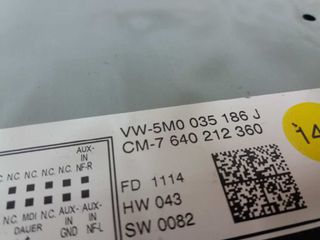 VW-5M0 035 186 J
CM-7 640 212 360
14
AUX-
IN
N.C. N.C. N.C. NF-R
FD 1114
HW 043
SW 0082
N.C. MDI N.C. AUX- AUX-
DAUER GND IN
NF-L